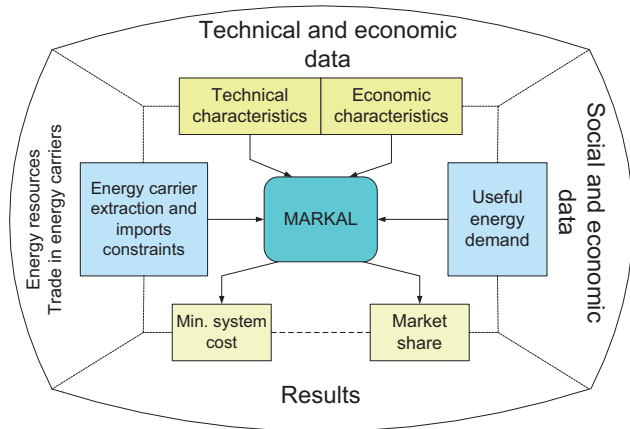 Technical and economic
data
Technical
characteristics
Economic
characteristics
Energy resources
Trade in energy carriers
Energy carrier
extraction and
imports
constraints
MARKAL
Useful
energy
demand
Social and economic
data
Min. system
cost
Market
share
Results